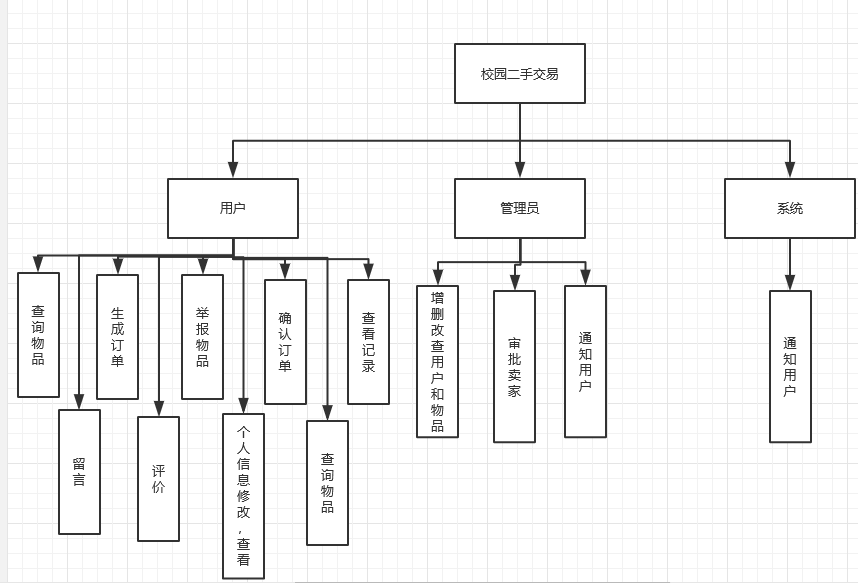 校园二手交易
用户
管理员
系统
查询物品
生成订单
举报物品
确认订单
查看记录
增删改查用户和物品
审批卖家
通知用户
通知用户
留言
评价
个人信息修改,查看
查询物品